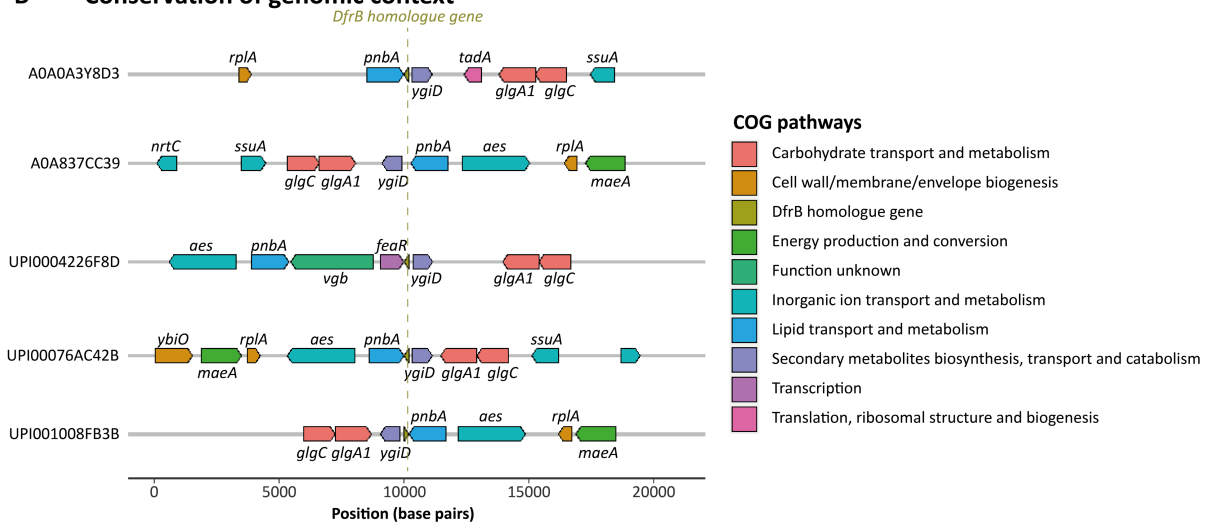 Conservation of genomic context
DfrB homologue gene
rplA pnbA tadA ssuA
A0A0A3Y8D3
ygiD glgA1 glgC
nrtC ssuA pnbA aes rplA
A0A837CC39
glgC glgA1 ygiD maeA
aes pnbA feaR
UPI0004226F8D
vgb ygiD glgA1 glgC
ybiO rplA aes pnbA ssuA
UPI00076AC42B
maeA ygiD glgA1 glgC
pnbA aes rplA
UPI001008FB3B
glgC glgA1 ygiD maeA
0 5000 10000 15000 20000
Position (base pairs)
COG pathways
Carbohydrate transport and metabolism
Cell wall/membrane/envelope biogenesis
DfrB homologue gene
Energy production and conversion
Function unknown
Inorganic ion transport and metabolism
Lipid transport and metabolism
Secondary metabolites biosynthesis, transport and catabolism
Transcription
Translation, ribosomal structure and biogenesis